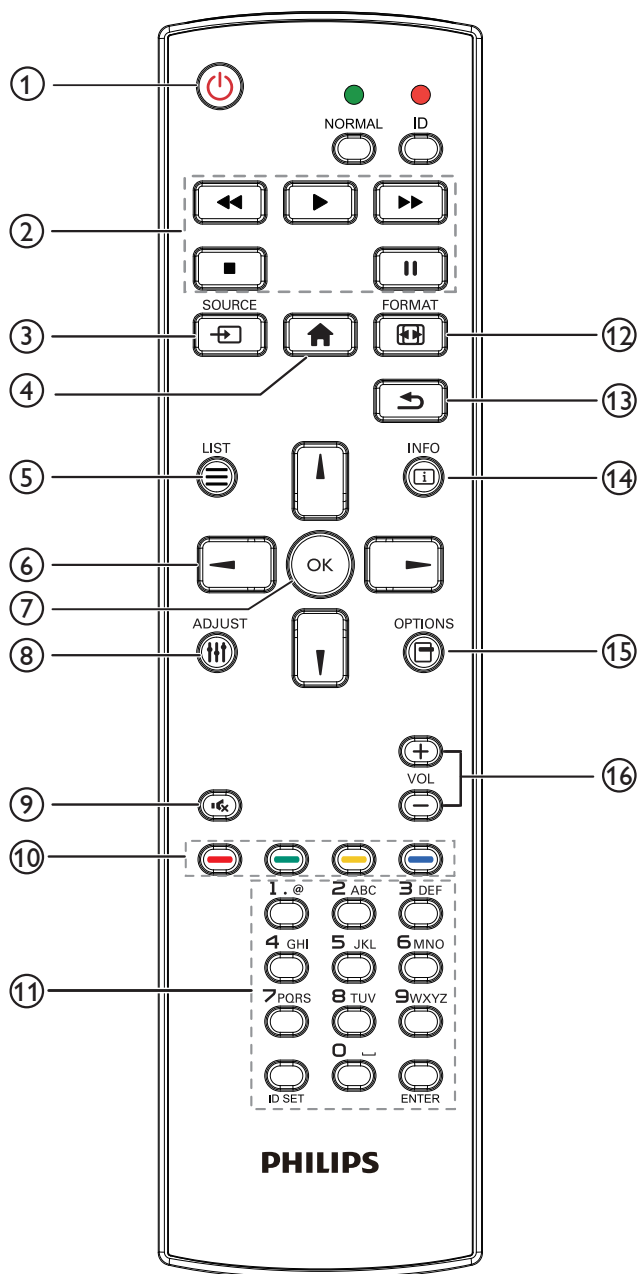 ①
NORMAL ID
②
SOURCE FORMAT
③ ⑫
④
⑬
LIST INFO
⑤ i ⑭
⑥ OK
⑦
ADJUST OPTIONS
⑧ ⑮
+
VOL ⑯
⑨ −
⑩
1 . @ 2 ABC 3 DEF
4 GHI 5 JKL 6 MNO
⑪
7 PQRS 8 TUV 9 WXYZ
0 ⎵
ID SET ENTER
PHILIPS